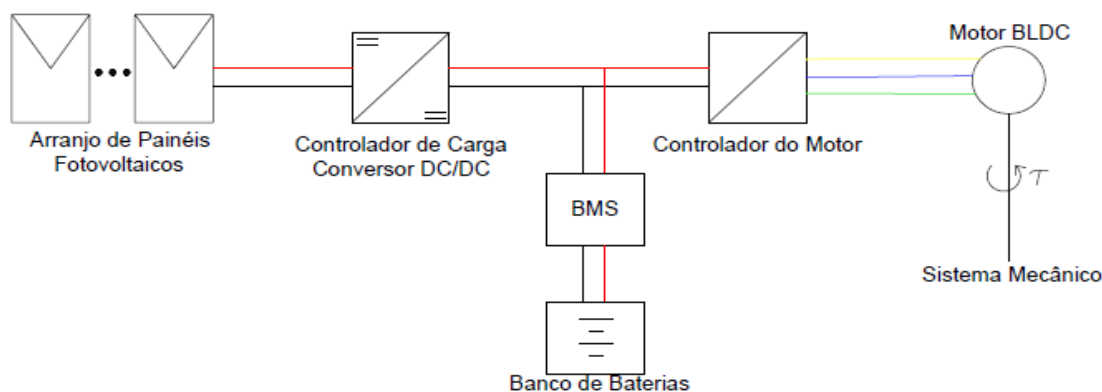 Motor BLDC
Arranjo de Painéis
Fotovoltaicos
Controlador de Carga
Conversor DC/DC
Controlador do Motor
BMS
τ
Sistema Mecânico
Banco de Baterias